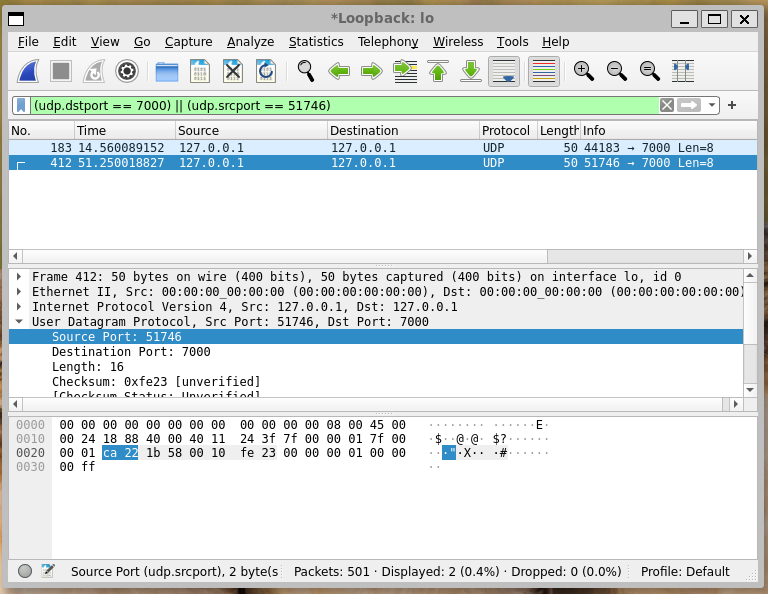 *Loopback: lo
File Edit View Go Capture Analyze Statistics Telephony Wireless Tools Help
(udp.dstport == 7000) || (udp.srcport == 51746)
No. Time Source Destination Protocol Length Info
183 14.560089152 127.0.0.1 127.0.0.1 UDP 50 44183 → 7000 Len=8
412 51.250018827 127.0.0.1 127.0.0.1 UDP 50 51746 → 7000 Len=8
Frame 412: 50 bytes on wire (400 bits), 50 bytes captured (400 bits) on interface lo, id 0
Ethernet II, Src: 00:00:00_00:00:00 (00:00:00:00:00:00), Dst: 00:00:00_00:00:00 (00:00:00:00:00:00)
Internet Protocol Version 4, Src: 127.0.0.1, Dst: 127.0.0.1
User Datagram Protocol, Src Port: 51746, Dst Port: 7000
Source Port: 51746
Destination Port: 7000
Length: 16
Checksum: 0xfe23 [unverified]
[Checksum Status: Unverified]
0000 00 00 00 00 00 00 00 00 00 00 00 00 08 00 45 00 ········ ······E·
0010 00 24 18 88 40 00 40 11 24 3f 7f 00 00 01 7f 00 ·$··@·@· $?······
0020 00 01 ca 22 1b 58 00 10 fe 23 00 00 00 01 00 00 ···"·X·· ·#······
0030 00 ff ··
Source Port (udp.srcport), 2 byte(s Packets: 501 · Displayed: 2 (0.4%) · Dropped: 0 (0.0%) Profile: Default